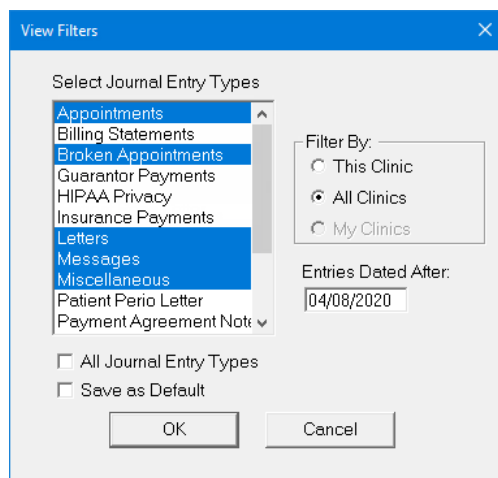 View Filters
Select Journal Entry Types
Appointments
Billing Statements
Broken Appointments
Guarantor Payments
HIPAA Privacy
Insurance Payments
Letters
Messages
Miscellaneous
Patient Perio Letter
Payment Agreement Note
Filter By:
This Clinic
All Clinics
My Clinics
Entries Dated After:
04/08/2020
All Journal Entry Types
Save as Default
OK
Cancel